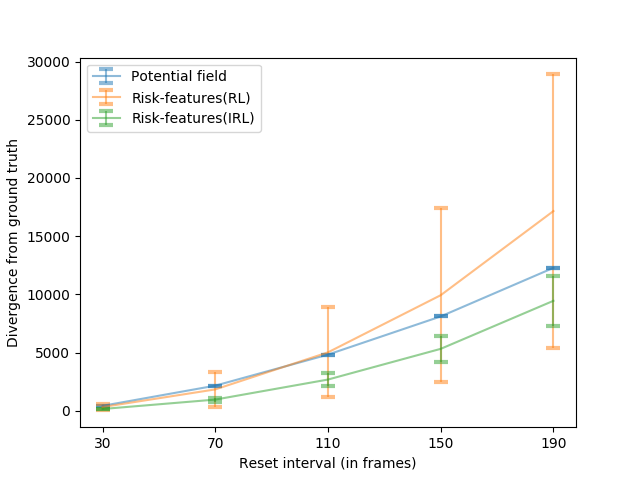 30000
25000
20000
15000
10000
5000
0
Divergence from ground truth
Potential field
Risk-features(RL)
Risk-features(IRL)
30 70 110 150 190
Reset interval (in frames)